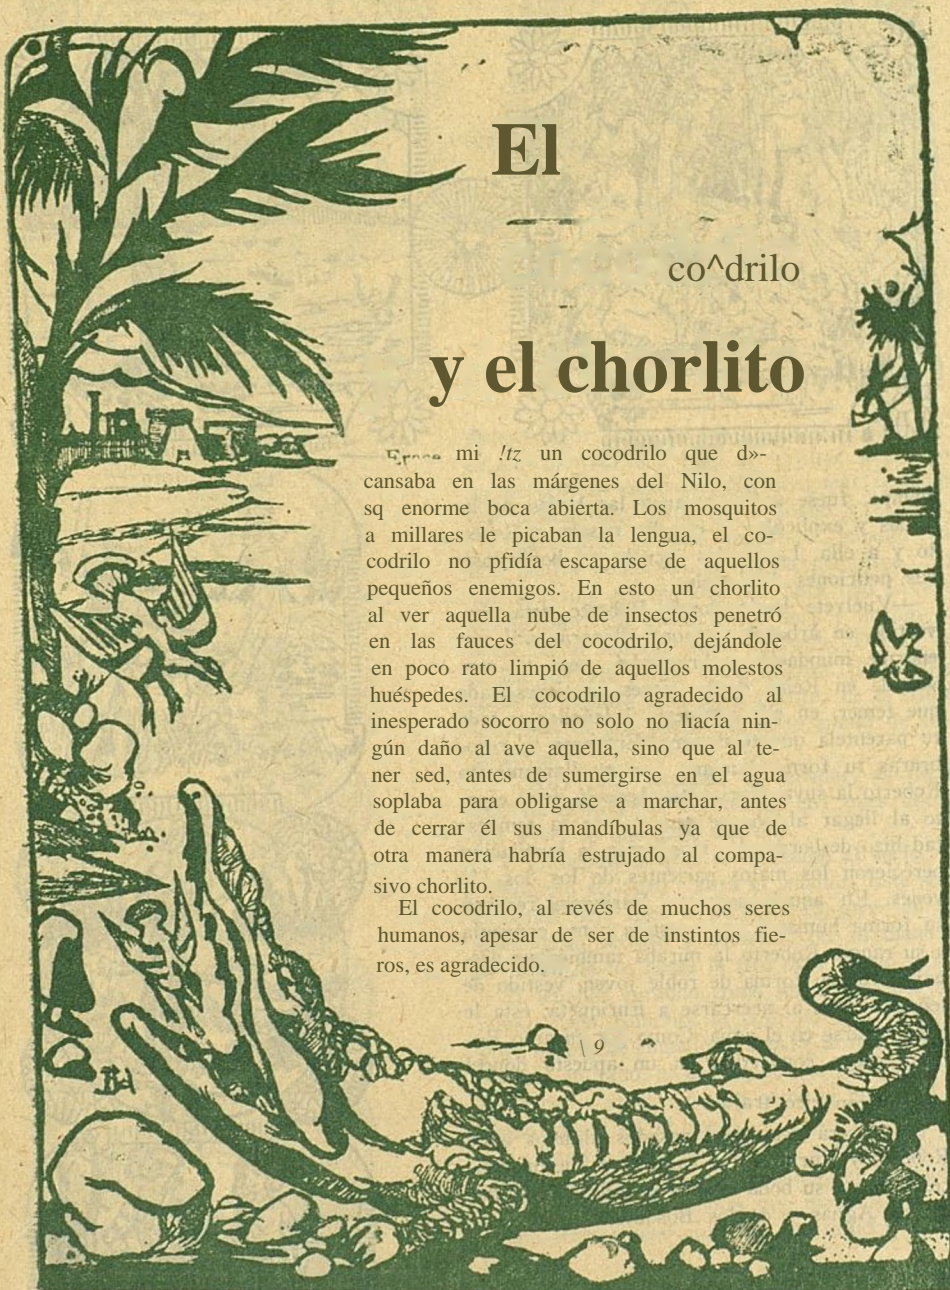 El
co^drilo
y el chorlito
Erase mi !tz un cocodrilo que d»-
cansaba en las márgenes del Nilo, con
sq enorme boca abierta. Los mosquitos
a millares le picaban la lengua, el co-
codrilo no pfidía escaparse de aquellos
pequeños enemigos. En esto un chorlito
al ver aquella nube de insectos penetró
en las fauces del cocodrilo, dejándole
en poco rato limpió de aquellos molestos
huéspedes. El cocodrilo agradecido al
inesperado socorro no solo no liacía nin-
gún daño al ave aquella, sino que al te-
ner sed, antes de sumergirse en el agua
soplaba para obligarse a marchar, antes
de cerrar él sus mandíbulas ya que de
otra manera habría estrujado al compa-
sivo chorlito.
El cocodrilo, al revés de muchos seres
humanos, apesar de ser de instintos fie-
ros, es agradecido.
\ 9